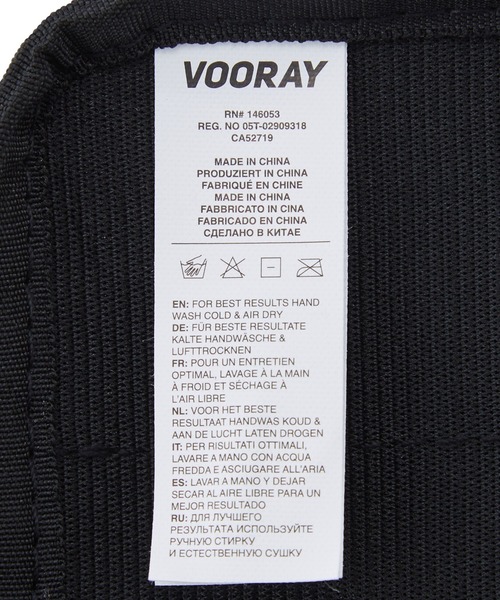 VOORAY
RN# 146053
REG. NO 05T-02909318
CA52719
MADE IN CHINA
PRODUZIERT IN CHINA
FABRIQUÉ EN CHINE
MADE IN CHINA
FABBRICATO IN CINA
FABRICADO EN CHINA
СДЕЛАНО В КИТАЕ
EN: FOR BEST RESULTS HAND
WASH COLD & AIR DRY
DE: FÜR BESTE RESULTATE
KALTE HANDWÄSCHE &
LUFTTROCKNEN
FR: POUR UN ENTRETIEN
OPTIMAL, LAVAGE À LA MAIN
À FROID ET SÉCHAGE À
L'AIR LIBRE
NL: VOOR HET BESTE
RESULTAAT HANDWAS KOUD &
AAN DE LUCHT LATEN DROGEN
IT: PER RISULTATI OTTIMALI,
LAVARE A MANO CON ACQUA
FREDDA E ASCIUGARE ALL'ARIA
ES: LAVAR A MANO Y DEJAR
SECAR AL AIRE LIBRE PARA UN
MEJOR RESULTADO
RU: ДЛЯ ЛУЧШЕГО
РЕЗУЛЬТАТА ИСПОЛЬЗУЙТЕ
РУЧНУЮ СТИРКУ
И ЕСТЕСТВЕННУЮ СУШКУ